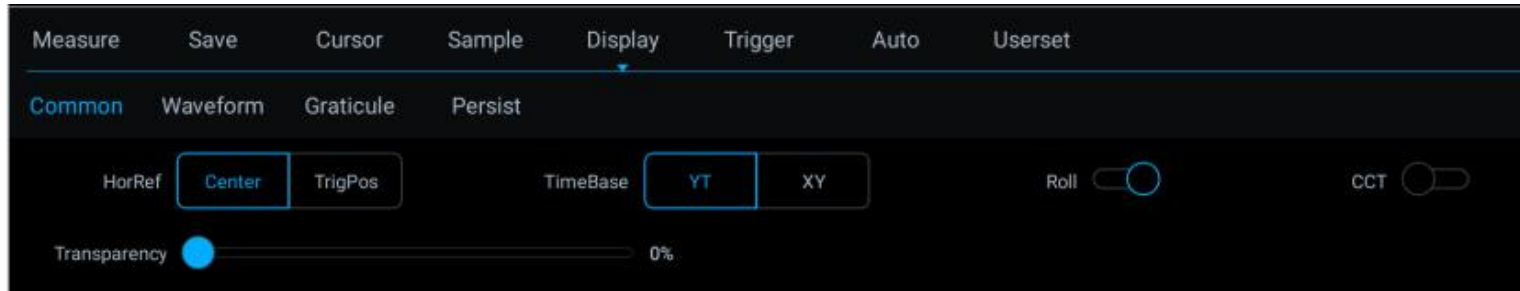 Measure Save Cursor Sample Display Trigger Auto Userset
Common Waveform Graticule Persist
HorRef Center TrigPos TimeBase YT XY Roll CCT
Transparency 0%